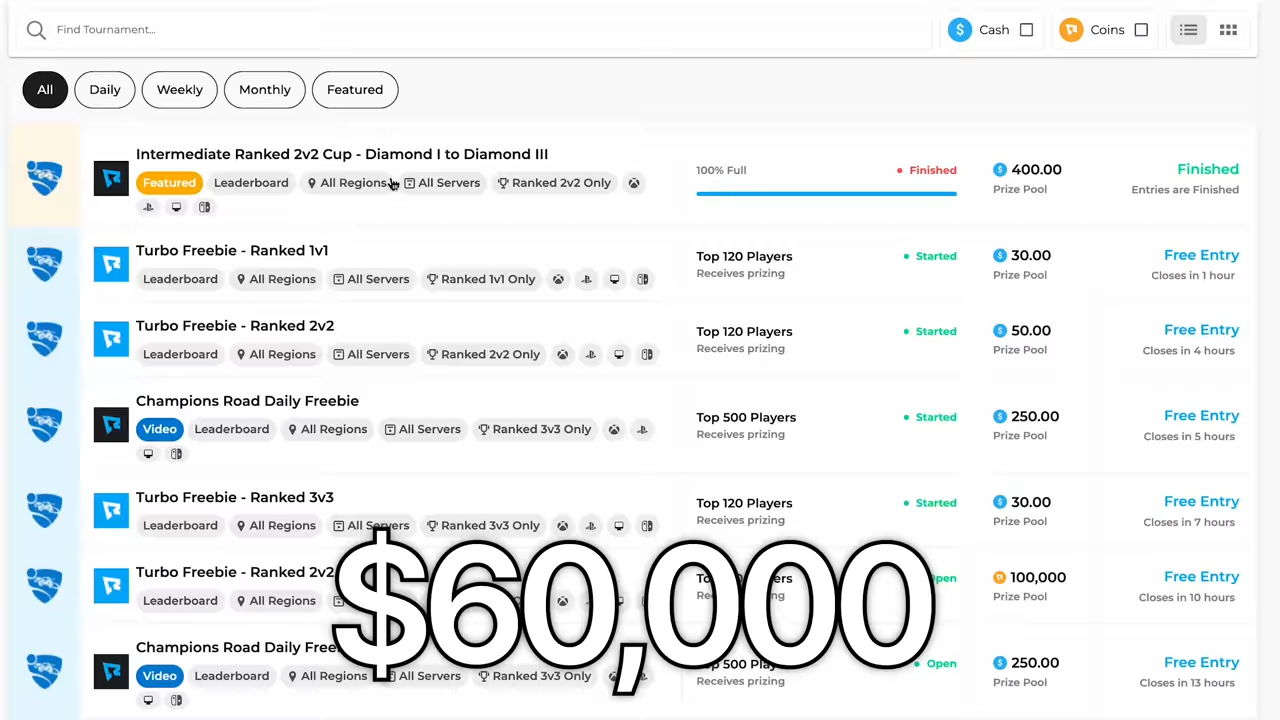 Find Tournament...
Cash
Coins
All
Daily
Weekly
Monthly
Featured
Intermediate Ranked 2v2 Cup - Diamond I to Diamond III
Featured Leaderboard All Regions All Servers Ranked 2v2 Only
100% Full
Finished
400.00
Prize Pool
Finished
Entries are Finished
Turbo Freebie - Ranked 1v1
Leaderboard All Regions All Servers Ranked 1v1 Only
Top 120 Players
Receives prizing
Started
30.00
Prize Pool
Free Entry
Closes in 1 hour
Turbo Freebie - Ranked 2v2
Leaderboard All Regions All Servers Ranked 2v2 Only
Top 120 Players
Receives prizing
Started
50.00
Prize Pool
Free Entry
Closes in 4 hours
Champions Road Daily Freebie
Video Leaderboard All Regions All Servers Ranked 3v3 Only
Top 500 Players
Receives prizing
Started
250.00
Prize Pool
Free Entry
Closes in 5 hours
Turbo Freebie - Ranked 3v3
Leaderboard All Regions All Servers Ranked 3v3 Only
Top 120 Players
Receives prizing
Started
30.00
Prize Pool
Free Entry
Closes in 7 hours
Turbo Freebie - Ranked 2v2
Leaderboard All Regions
100,000
Prize Pool
Free Entry
Closes in 10 hours
$60,000
Champions Road Daily
Video Leaderboard All Regions All Servers Ranked 3v3 Only
500
Receives prizing
Open
250.00
Prize Pool
Free Entry
Closes in 13 hours